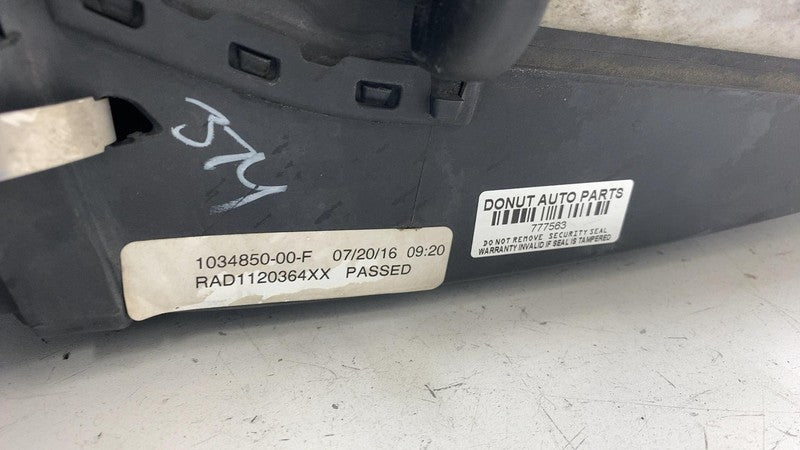 1034850-00-F 07/20/16 09:20
RAD1120364XX PASSED
DONUT AUTO PARTS
777563
DO NOT REMOVE SECURITY SEAL
WARRANTY INVALID IF SEAL IS TAMPERED